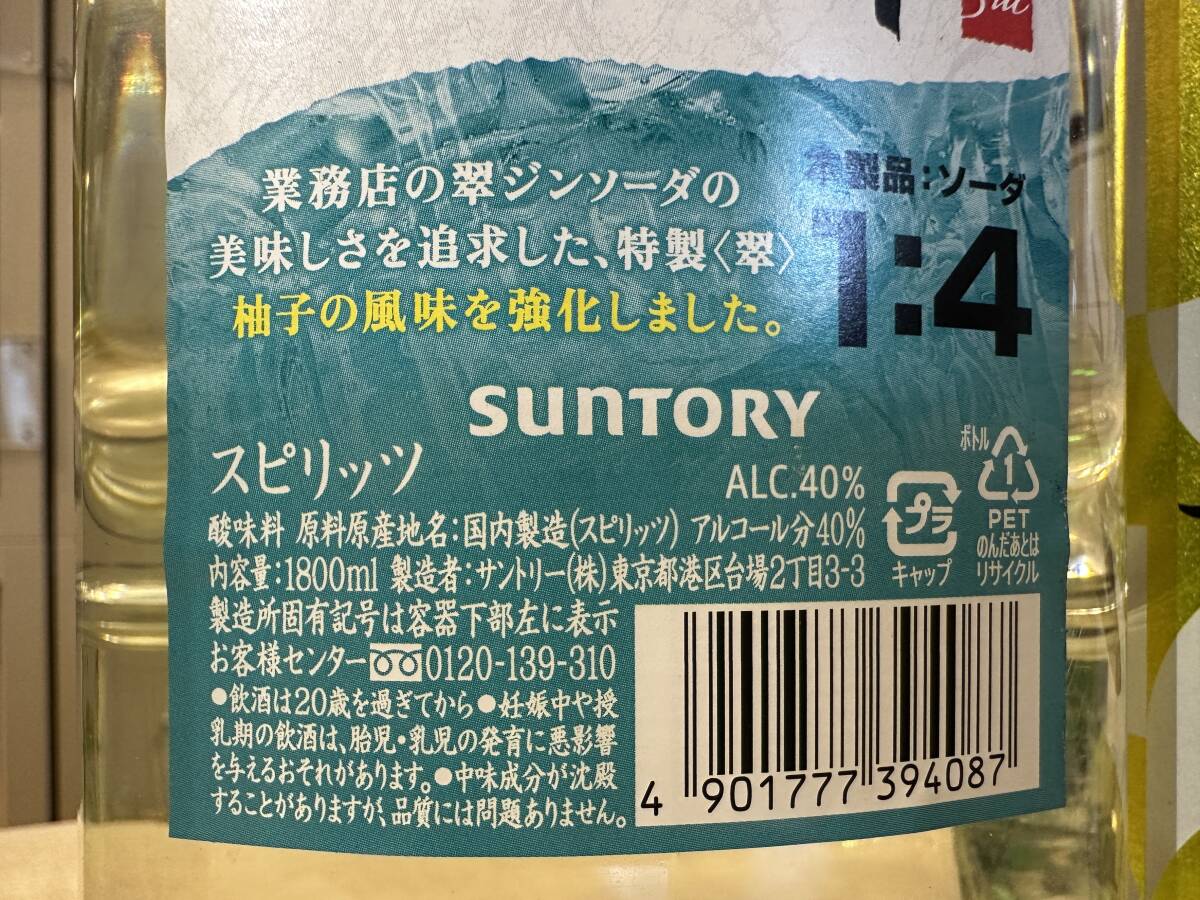 Sui
業務店の翠ジンソーダの
美味しさを追求した、特製〈翠〉
柚子の風味を強化しました。
本製品:ソーダ
1:4
SUNTORY
スピリッツ
ALC.40%
酸味料 原料原産地名:国内製造(スピリッツ) アルコール分40%
内容量:1800ml 製造者:サントリー(株)東京都港区台場2丁目3-3
製造所固有記号は容器下部左に表示
お客様センター 0120-139-310
●飲酒は20歳を過ぎてから●妊娠中や授
乳期の飲酒は、胎児・乳児の発育に悪影響
を与えるおそれがあります。●中味成分が沈殿
することがありますが、品質には問題ありません。
プラ
キャップ
ボトル
1
PET
のんだあとは
リサイクル
4 901777 394087